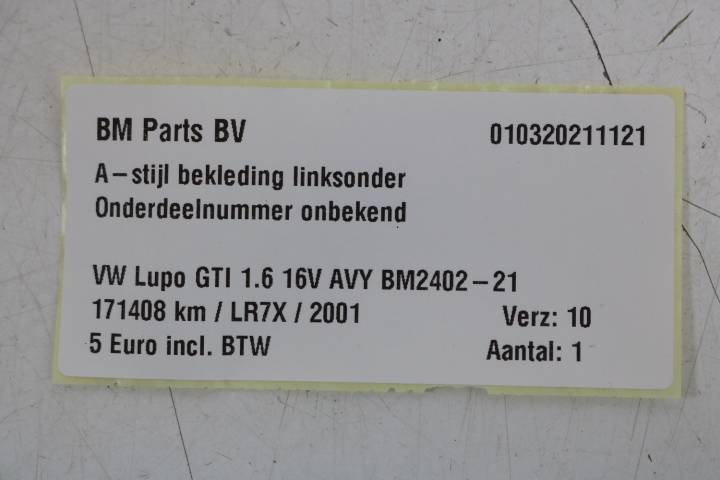 BM Parts BV 010320211121
A-stijl bekleding linksonder
Onderdeelnummer onbekend
VW Lupo GTI 1.6 16V AVY BM2402-21
171408 km / LR7X / 2001 Verz: 10
5 Euro incl. BTW Aantal: 1